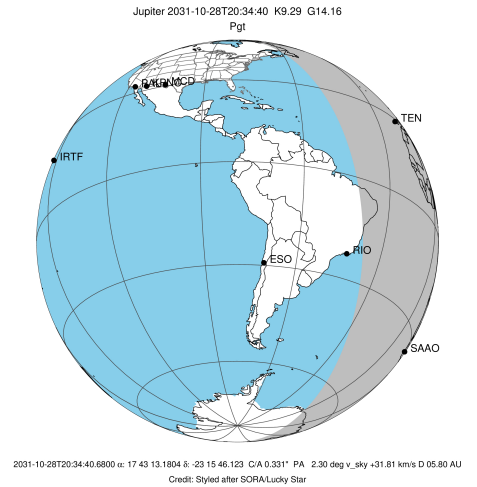 Jupiter 2031-10-28T20:34:40 K9.29 G14.16
Pgt
MCD
TEN
IRTF
RIO
ESO
SAAO
2031-10-28T20:34:40.6800 α: 17 43 13.1804 δ: -23 15 46.123 C/A 0.331" PA 2.30 deg v_sky +31.81 km/s D 05.80 AU
Credit: Styled after SORA/Lucky Star